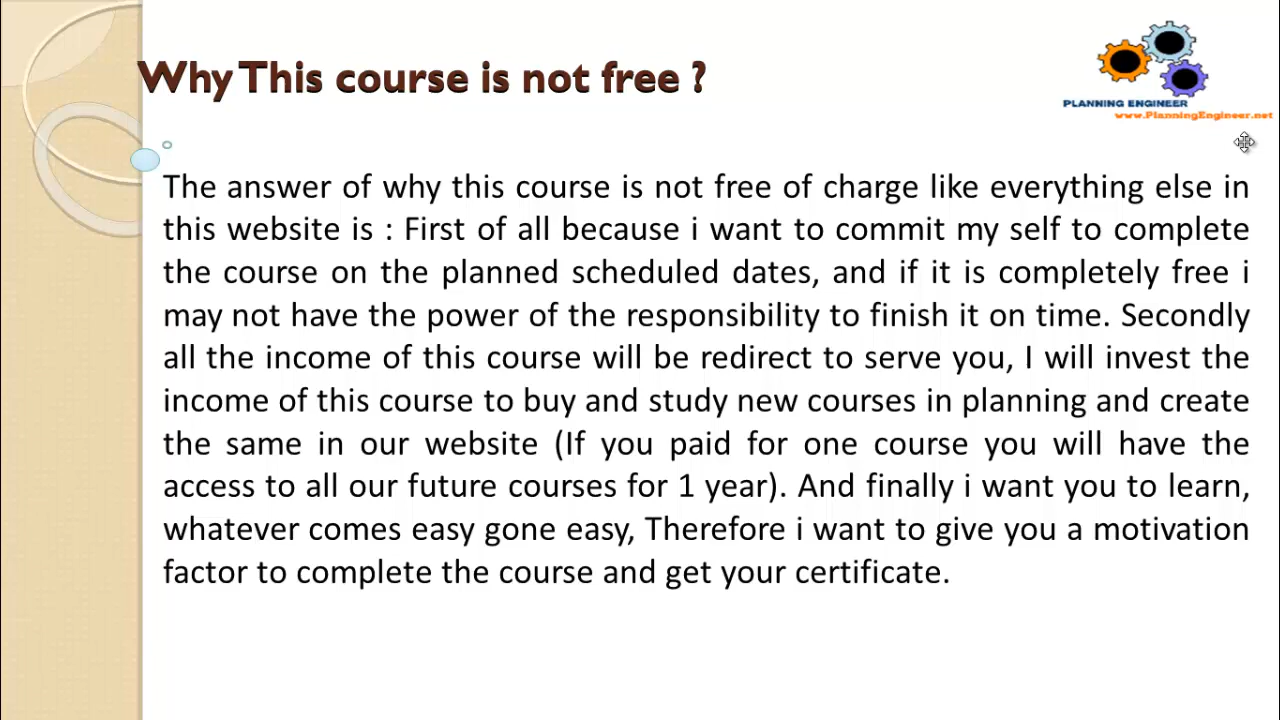 Why This course is not free ?
PLANNING ENGINEER
www.PlanningEngineer.net
The answer of why this course is not free of charge like everything else in
this website is : First of all because i want to commit my self to complete
the course on the planned scheduled dates, and if it is completely free i
may not have the power of the responsibility to finish it on time. Secondly
all the income of this course will be redirect to serve you, I will invest the
income of this course to buy and study new courses in planning and create
the same in our website (If you paid for one course you will have the
access to all our future courses for 1 year). And finally i want you to learn,
whatever comes easy gone easy, Therefore i want to give you a motivation
factor to complete the course and get your certificate.